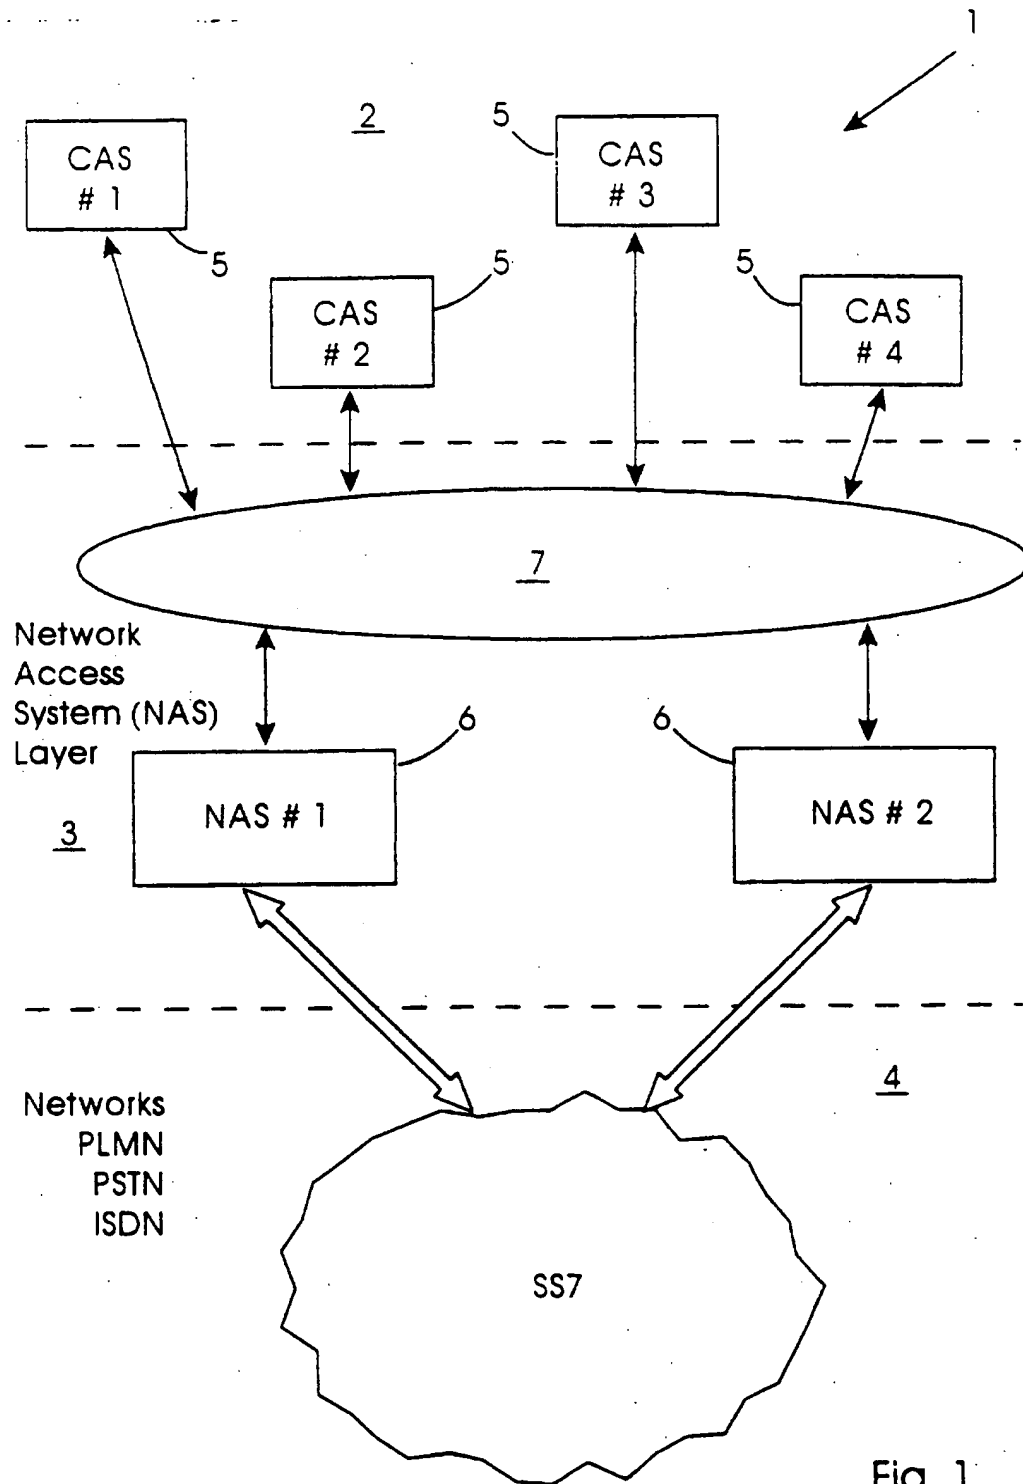 1
2
5
CAS
# 1
CAS
# 3
5
5
5
CAS
# 2
CAS
# 4
7
Network
Access
System (NAS)
Layer
6
6
NAS # 1
NAS # 2
3
4
Networks
PLMN
PSTN
ISDN
SS7
Fig. 1